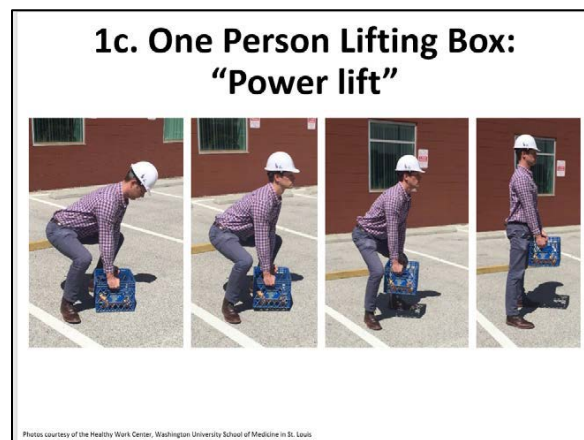 1c. One Person Lifting Box:
“Power lift”
Photos courtesy of the Healthy Work Center, Washington University School of Medicine in St. Louis